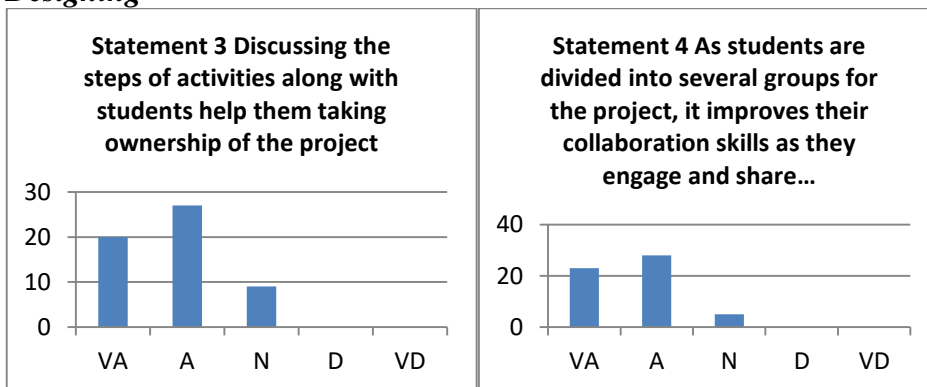 Statement 3 Discussing the
steps of activities along with
students help them taking
ownership of the project
30
20
10
0
VA A N D VD
Statement 4 As students are
divided into several groups for
the project, it improves their
collaboration skills as they
engage and share…
40
20
0
VA A N D VD